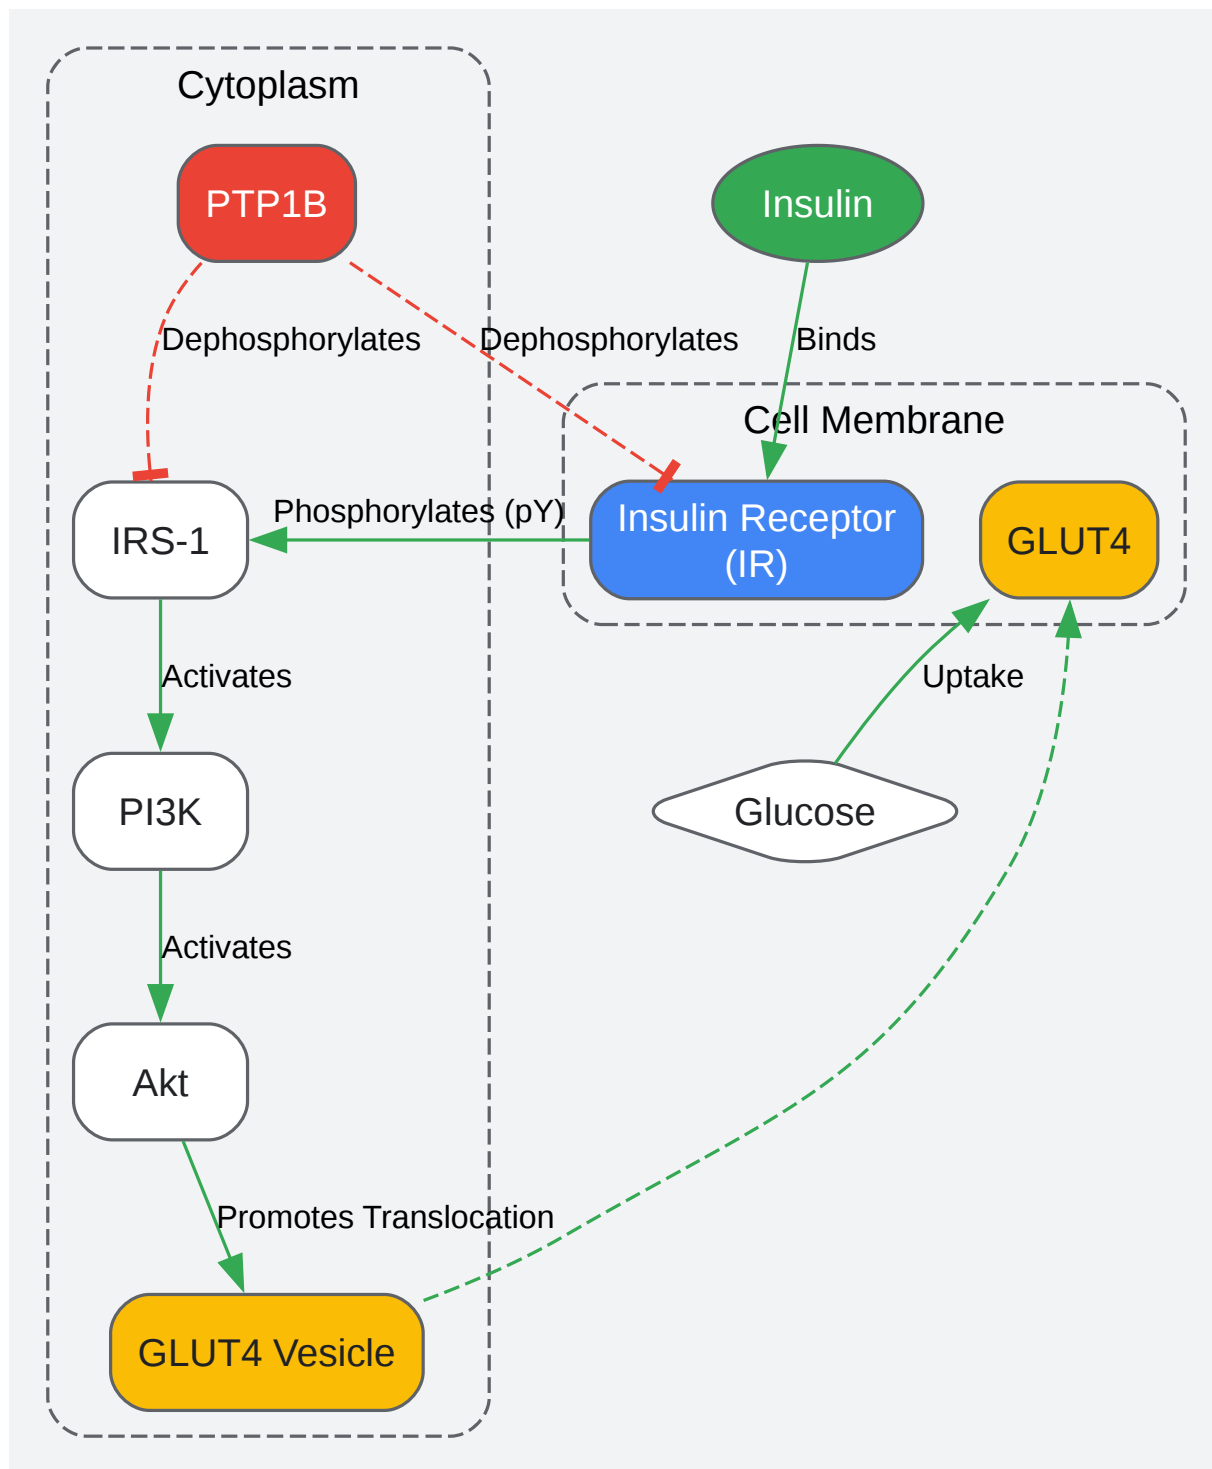 Cytoplasm
PTP1B
Insulin
Dephosphorylates
Dephosphorylates
Binds
Cell Membrane
Phosphorylates (pY)
IRS-1
Insulin Receptor
(IR)
GLUT4
Activates
Uptake
PI3K
Glucose
Activates
Akt
Promotes Translocation
GLUT4 Vesicle